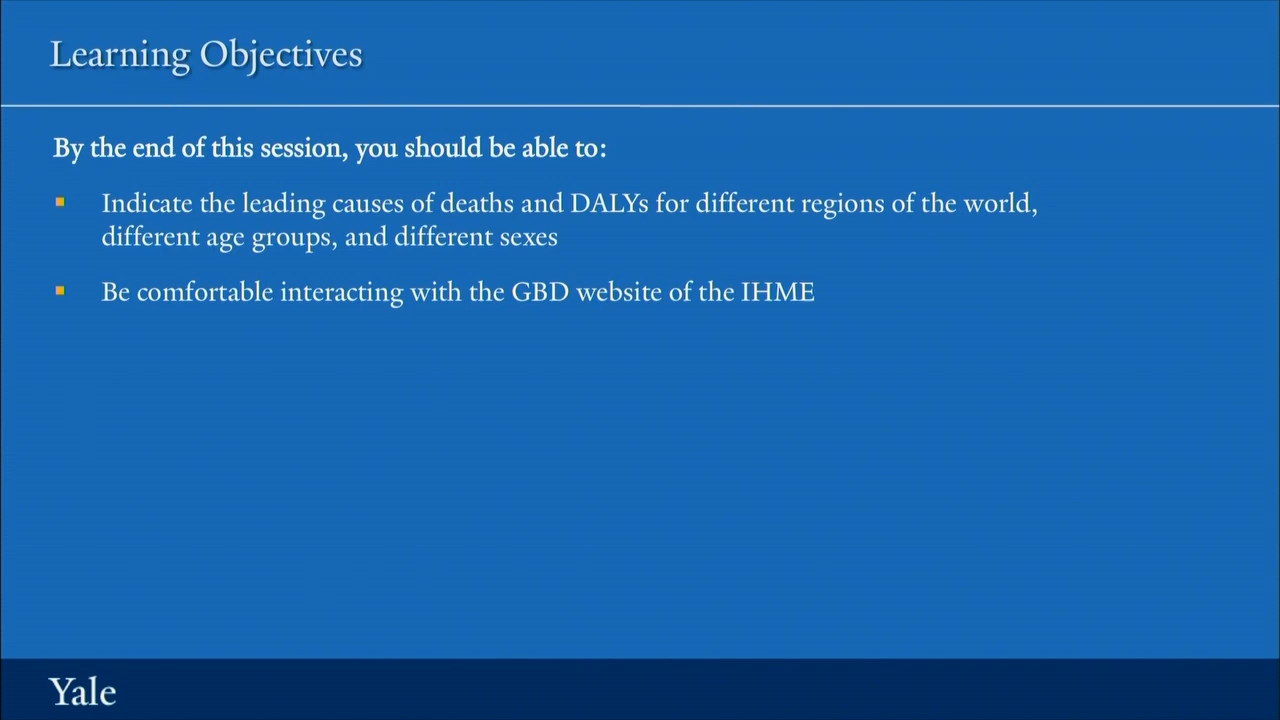 Learning Objectives
By the end of this session, you should be able to:
Indicate the leading causes of deaths and DALYs for different regions of the world,
different age groups, and different sexes
Be comfortable interacting with the GBD website of the IHME
Yale